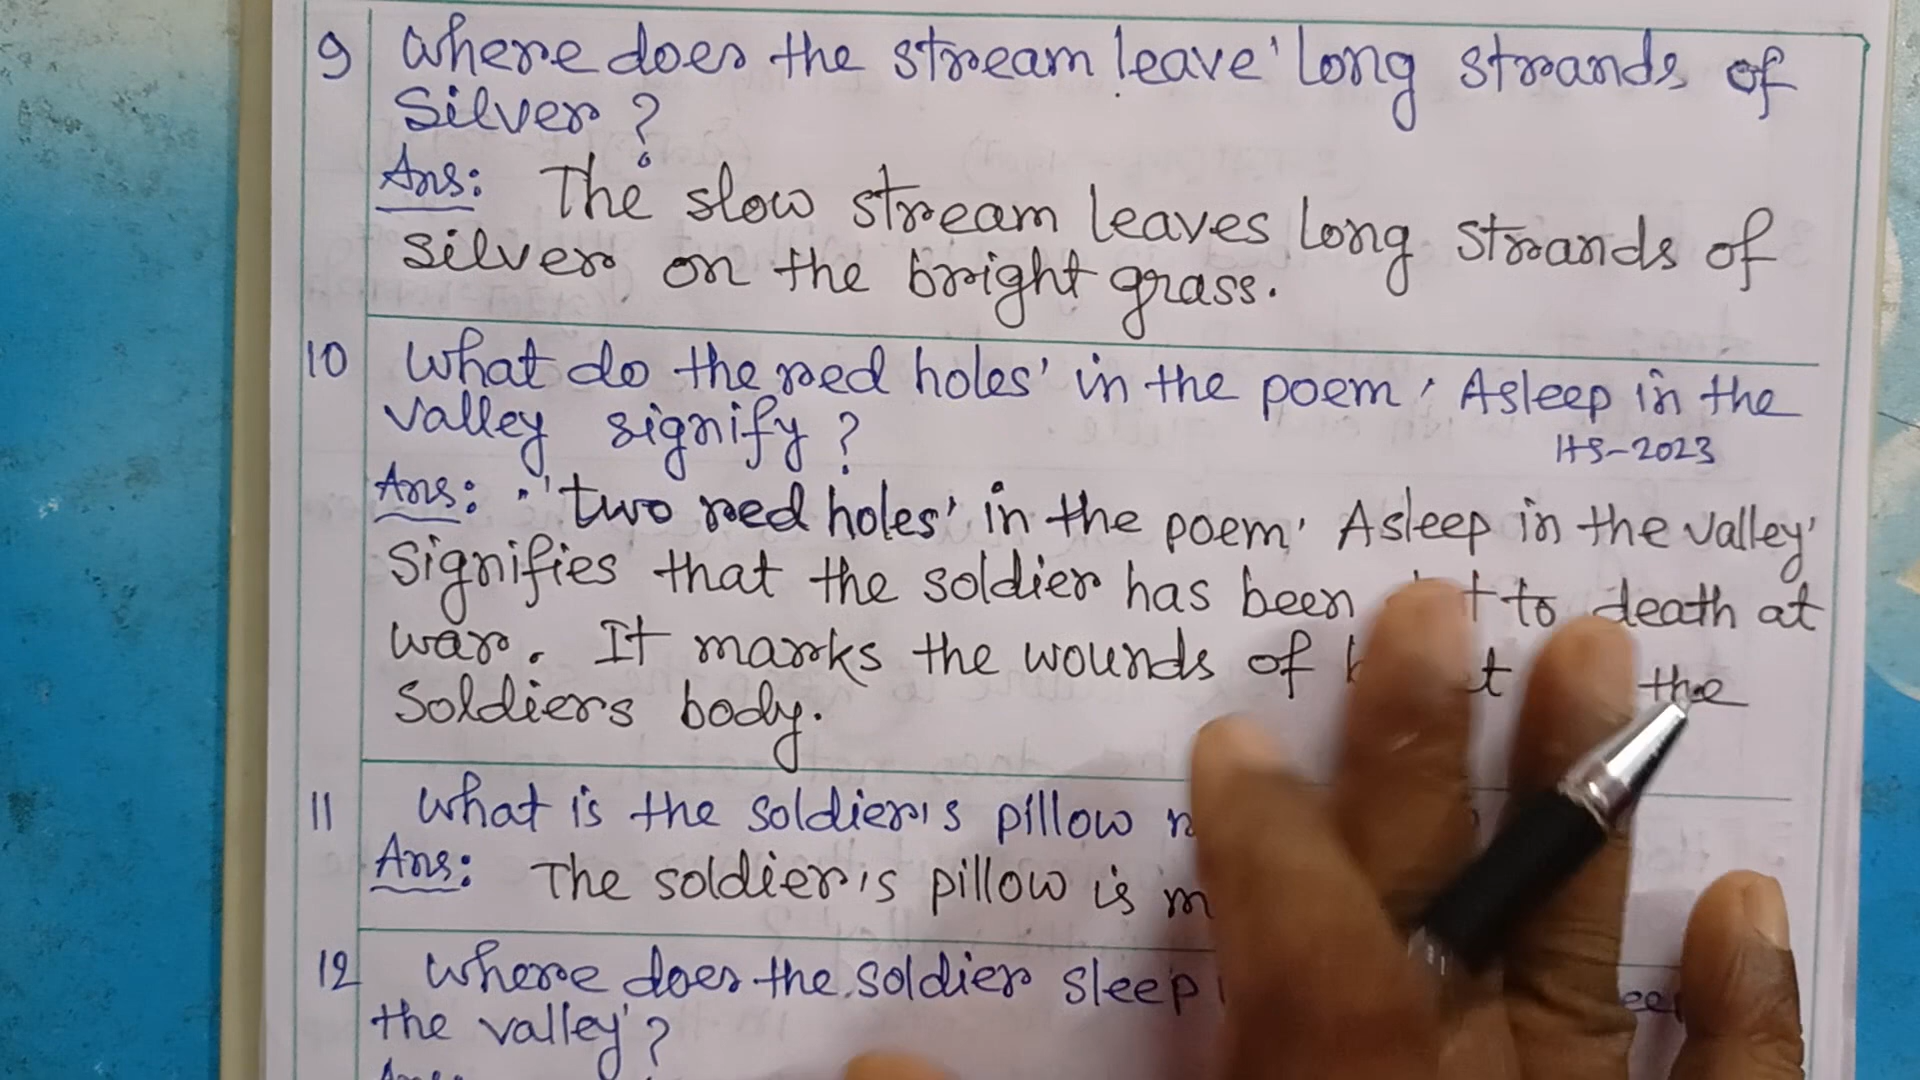 9 Where does the stream leave 'long strands of
silver?
Ans: The slow stream leaves long strands of
silver on the bright grass.
10 What do the red holes' in the poem 'Asleep in the
valley signify?
HS-2023
Ans: 'two red holes' in the poem 'Asleep in the valley'
signifies that the soldier has been to death at
war. It marks the wounds of the
soldiers body.
11 What is the soldier's pillow
Ans: The soldier's pillow is
12 Where does the soldier sleep
the valley'?
Ans: